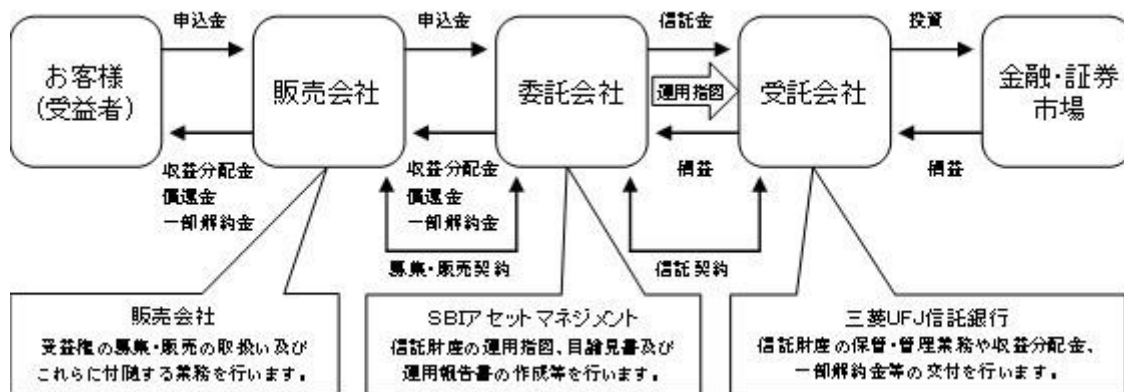 申込金
申込金
信託金
投資
お客様
(受益者)
販売会社
委託会社
運用指図
受託会社
金融・証券
市場
収益分配金
償還金
一部解約金
収益分配金
償還金
一部解約金
損益
損益
募集・販売契約
信託契約
販売会社
受益権の募集・販売の取扱い及び
これらに付随する業務を行います。
SBIアセットマネジメント
信託財産の運用指図、目論見書及び
運用報告書の作成等を行います。
三菱UFJ信託銀行
信託財産の保管・管理業務や収益分配金、
一部解約金等の交付を行います。